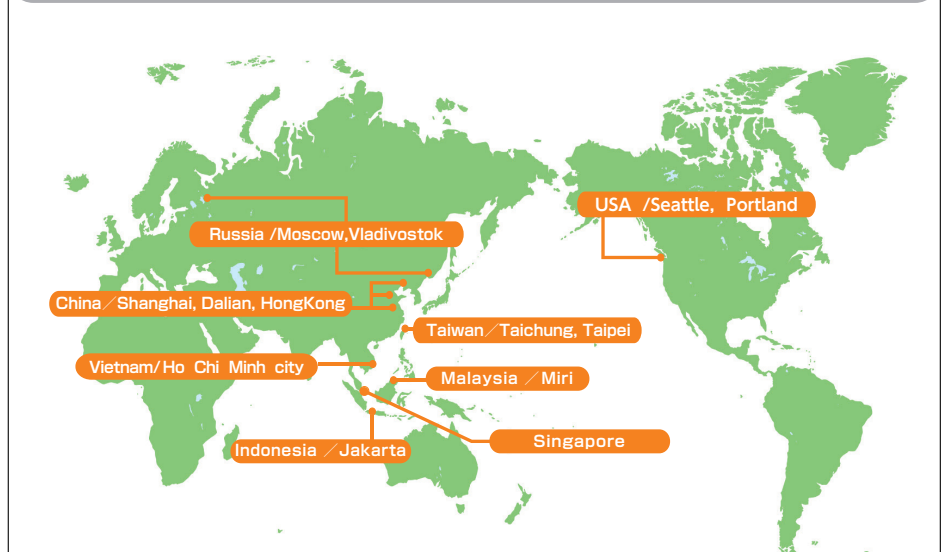 USA /Seattle, Portland
Russia /Moscow,Vladivostok
China／Shanghai, Dalian, HongKong
Taiwan／Taichung, Taipei
Vietnam/Ho Chi Minh city
Malaysia ／Miri
Singapore
Indonesia ／Jakarta